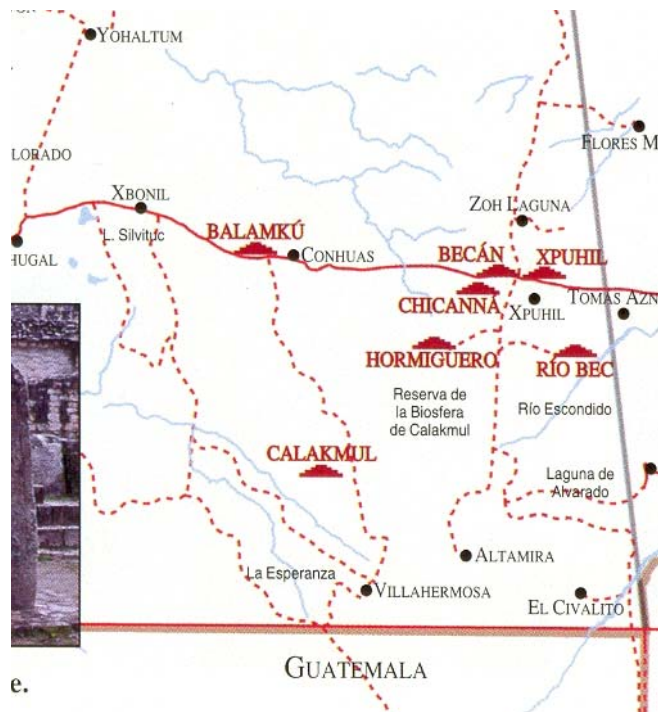 YOHALTUM
FLORES M
LORADO
XBONIL
ZOH LAGUNA
L. Silvituc
BALAMKÚ
CONHUAS
HUGAL
BECÁN
XPUHIL
CHICANNÁ
XPUHIL
TOMAS AZN
HORMIGUERO
RÍO BEC
Reserva de
la Biosfera
de Calakmul
Río Escondido
CALAKMUL
Laguna de
Alvarado
ALTAMIRA
La Esperanza
VILLAHERMOSA
EL CIVALITO
GUATEMALA
e.